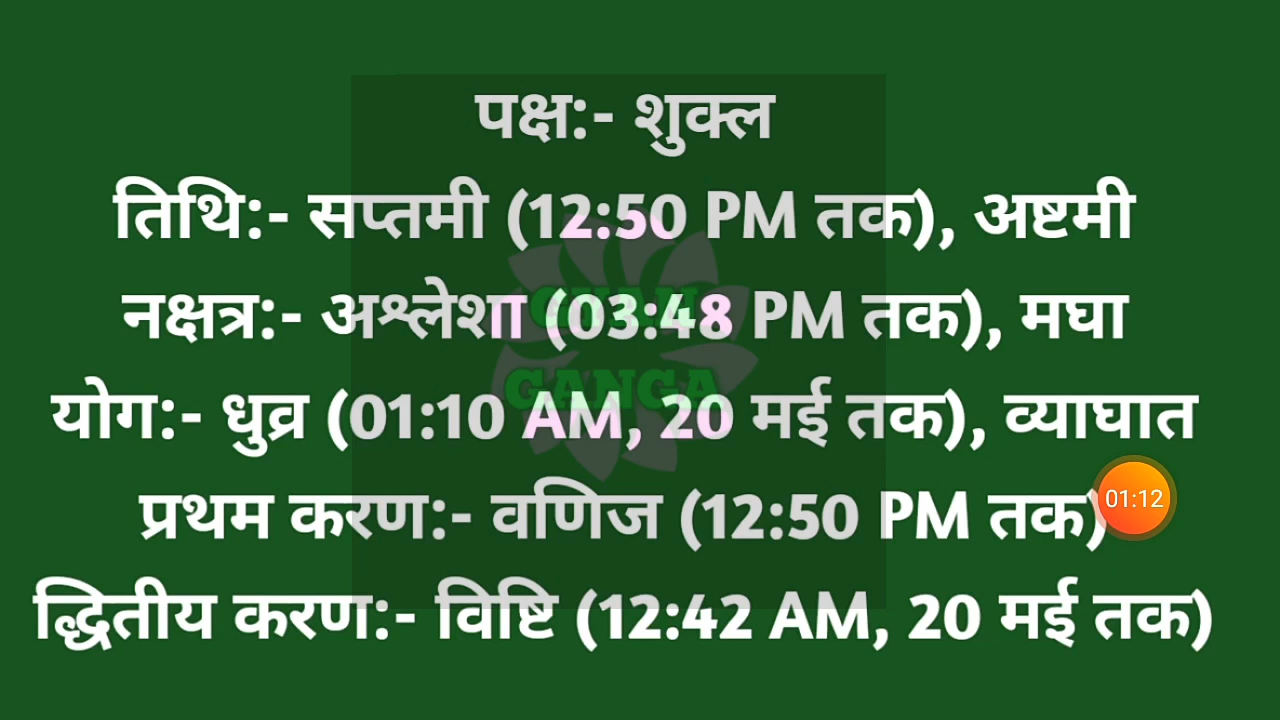 पक्ष:- शुक्ल
तिथि:- सप्तमी (12:50 PM तक), अष्टमी
नक्षत्र:- अश्लेशा (03:48 PM तक), मघा
GYAN
GANGA
योग:- धुव्र (01:10 AM, 20 मई तक), व्याघात
प्रथम करण:- वणिज (12:50 PM तक)
01:12
द्धितीय करण:- विष्टि (12:42 AM, 20 मई तक)